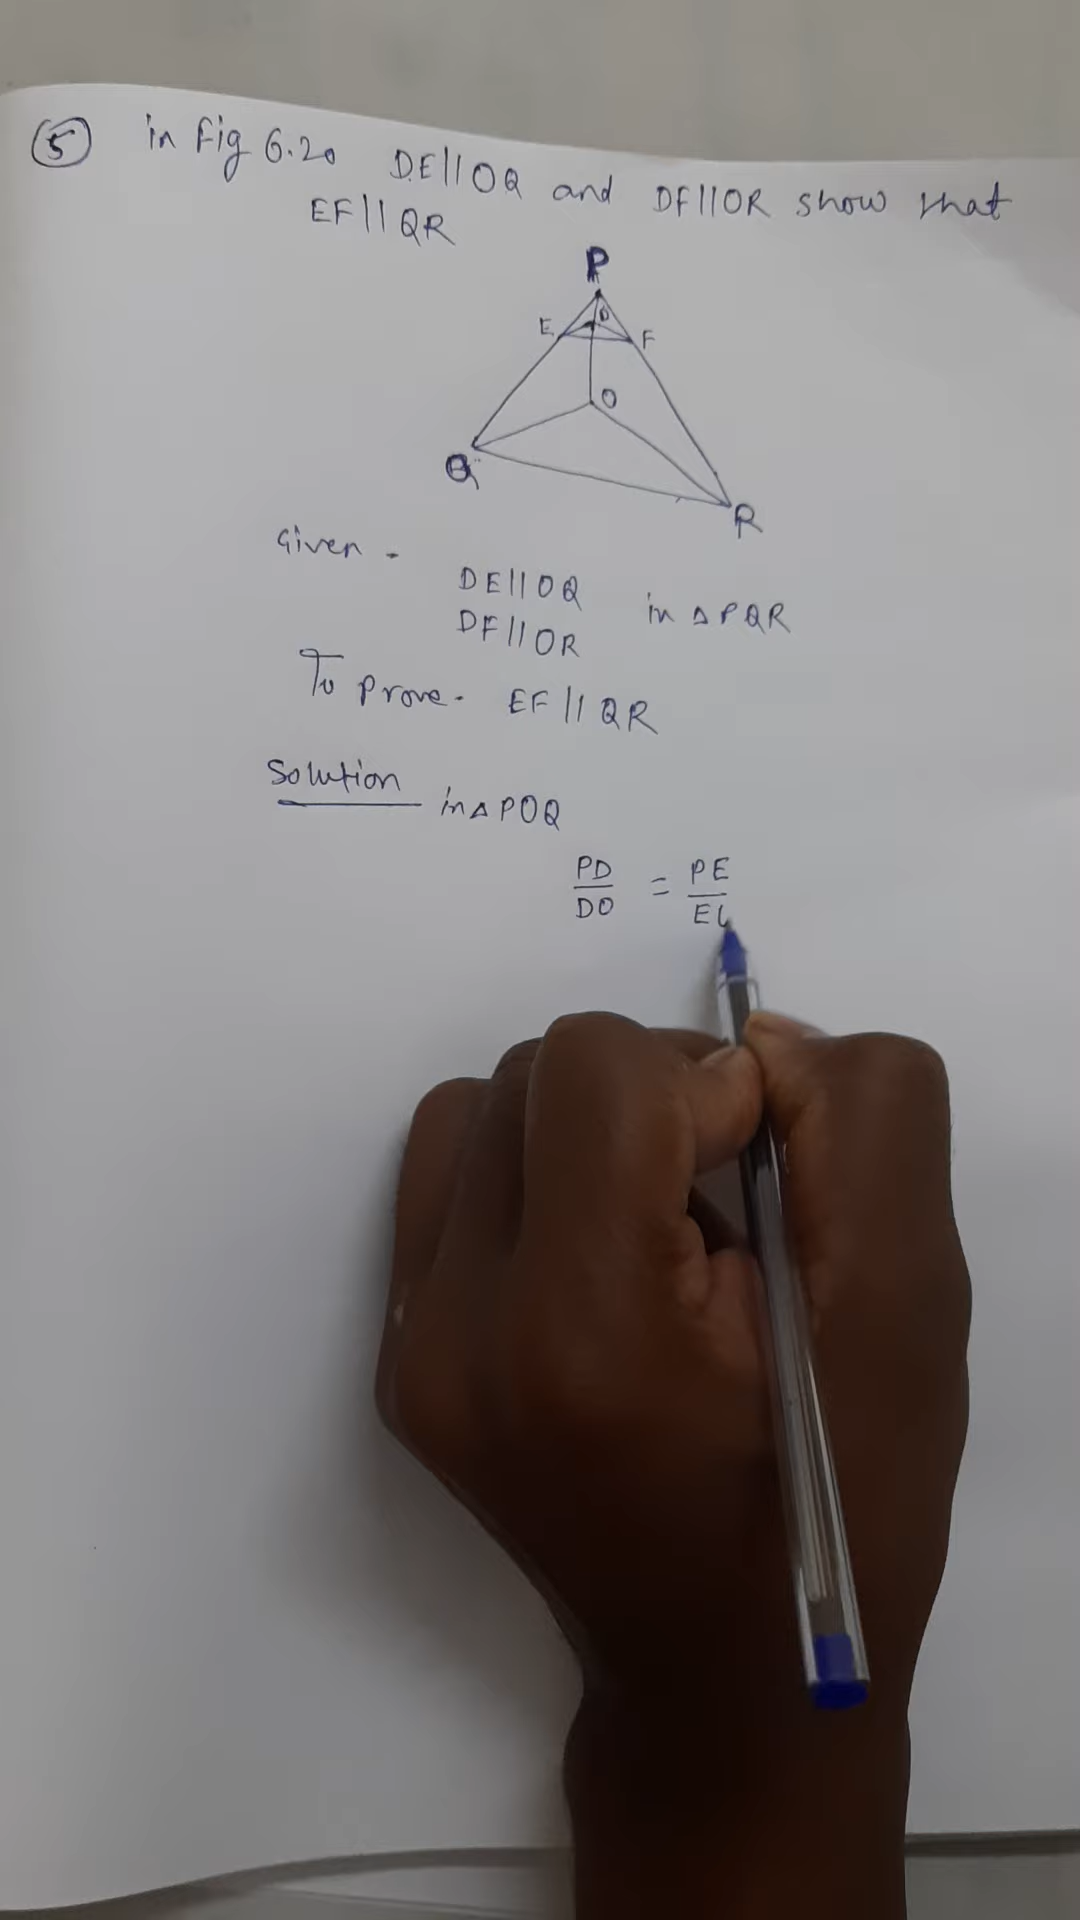 5 in Fig 6.20 DE||OQ and DF||OR show that
EF||QR
P
E D F
O
Q
R
Given -
DE||OQ
in △PQR
DF||OR
To Prove - EF||QR
Solution in △POQ
PD/DO = PE/E